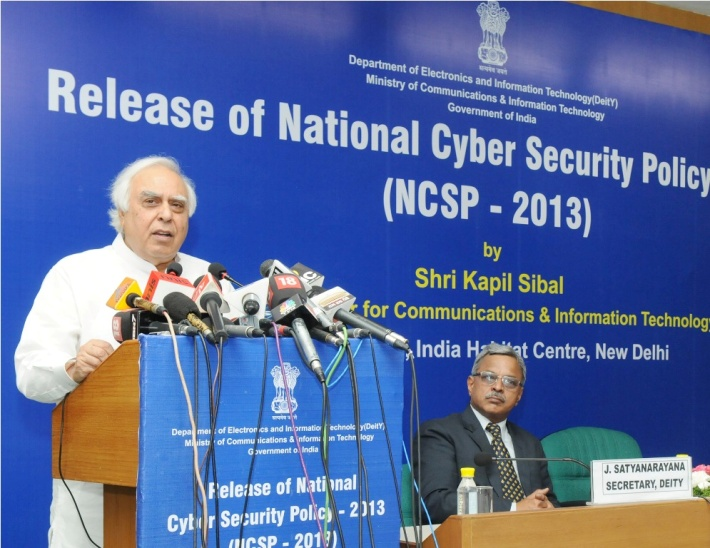 सत्यमेव जयते
Department of Electronics and Information Technology(DeitY)
Ministry of Communications & Information Technology
Government of India
Release of National Cyber Security Policy
(NCSP - 2013)
by
Shri Kapil Sibal
for Communications & Information Technology
India Habitat Centre, New Delhi
18
Department of Electronics and Information Technology(DeitY)
Ministry of Communications & Information Technology
Government of India
Release of National
Cyber Security Policy - 2013
(NCSP - 2013)
J. SATYANARAYANA
SECRETARY, DEITY